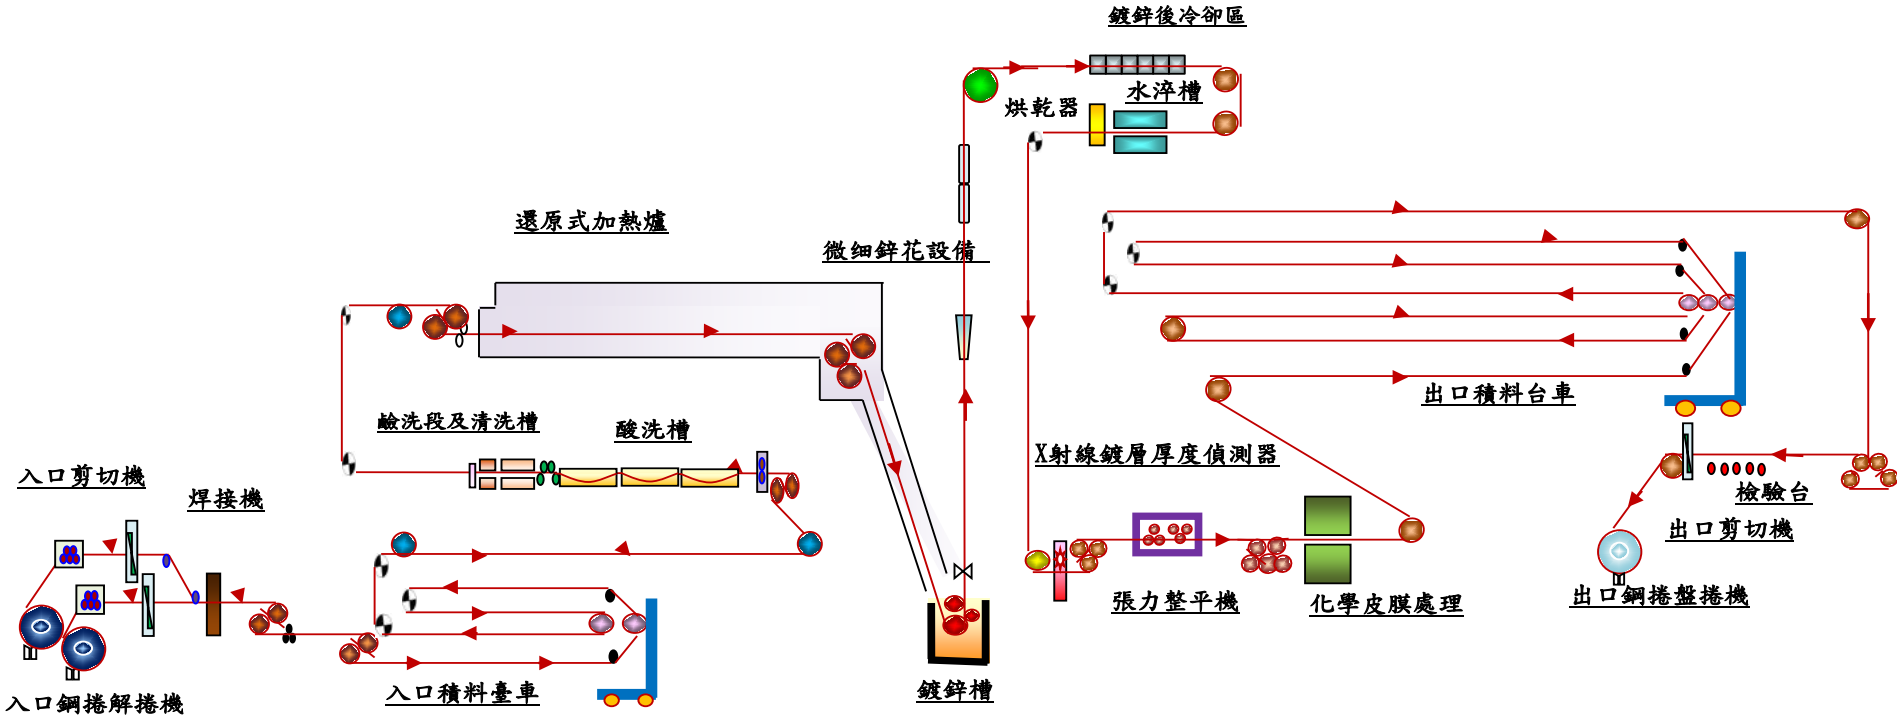 鍍鋅後冷卻區
水淬槽
烘乾器
還原式加熱爐
微细鋅花設備
出口積料台車
鹼洗段及清洗槽
酸洗槽
X射線鍍層厚度偵測器
入口剪切機
焊接機
檢驗台
出口剪切機
出口鋼捲盤捲機
張力整平機
化學皮膜處理
入口積料臺車
鍍鋅槽
入口鋼捲解捲機